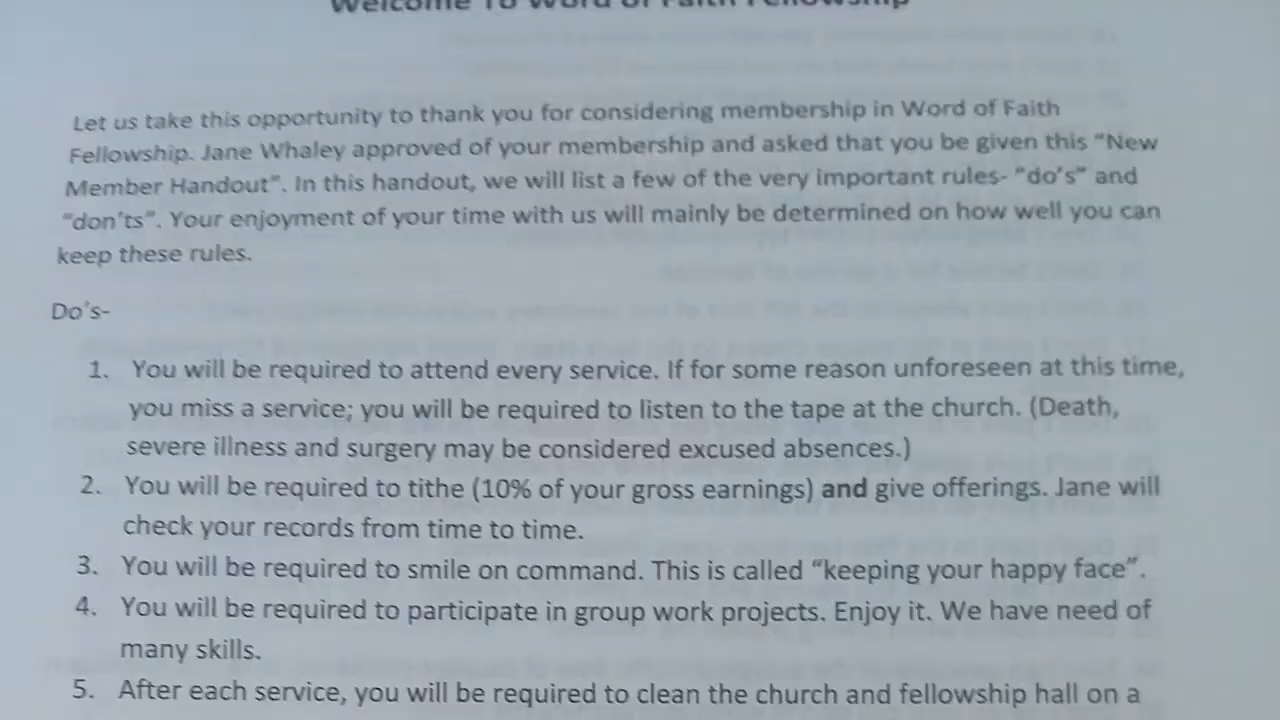 Welcome To Word of Faith Fellowship
Let us take this opportunity to thank you for considering membership in Word of Faith
Fellowship. Jane Whaley approved of your membership and asked that you be given this “New
Member Handout”. In this handout, we will list a few of the very important rules- “do’s” and
“don’ts”. Your enjoyment of your time with us will mainly be determined on how well you can
keep these rules.
Do’s-
1. You will be required to attend every service. If for some reason unforeseen at this time,
you miss a service; you will be required to listen to the tape at the church. (Death,
severe illness and surgery may be considered excused absences.)
2. You will be required to tithe (10% of your gross earnings) and give offerings. Jane will
check your records from time to time.
3. You will be required to smile on command. This is called “keeping your happy face”.
4. You will be required to participate in group work projects. Enjoy it. We have need of
many skills.
5. After each service, you will be required to clean the church and fellowship hall on a